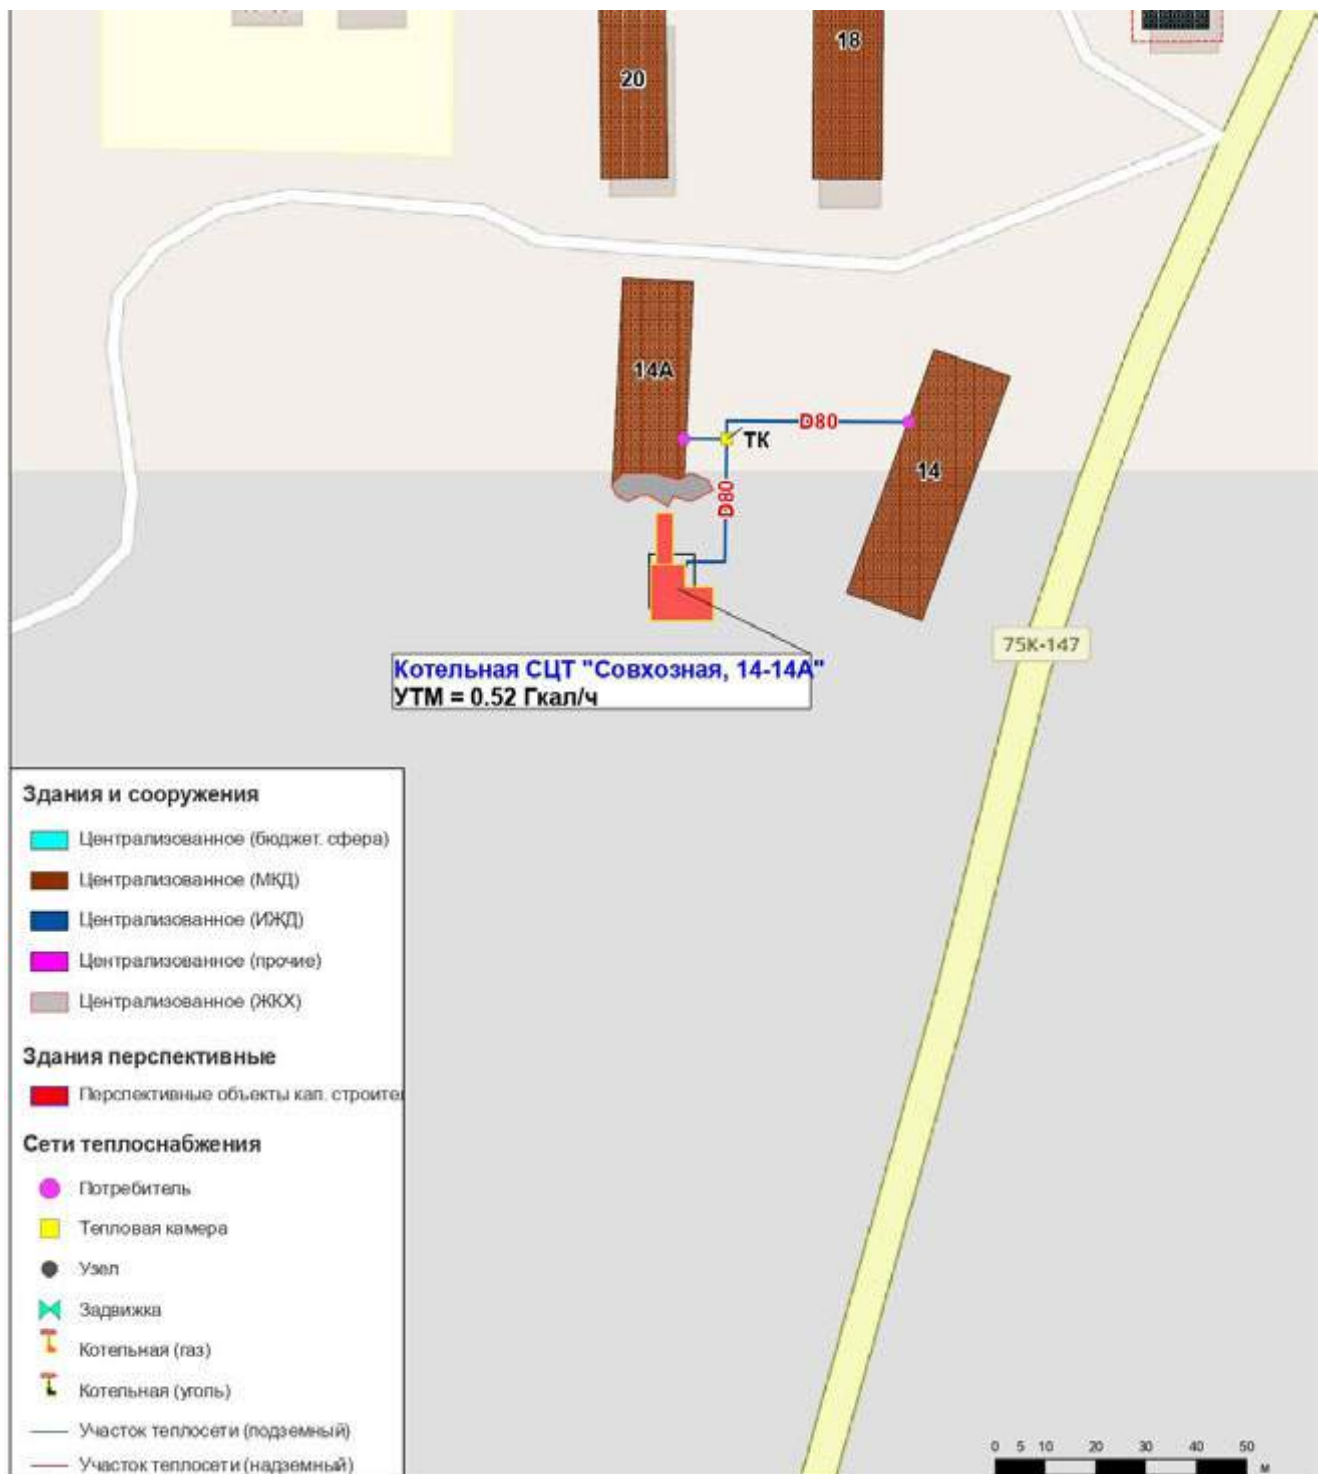 20
18
14А
D80
ТК
14
D80
75К-147
Котельная СЦТ "Совхозная, 14-14А"
УТМ = 0.52 Гкал/ч
Здания и сооружения
Централизованное (бюджет. сфера)
Централизованное (МКД)
Централизованное (ИЖД)
Централизованное (прочие)
Централизованное (ЖКХ)
Здания перспективные
Перспективные объекты кап. строител
Сети теплоснабжения
Потребитель
Тепловая камера
Узел
Задвижка
Котельная (газ)
Котельная (уголь)
Участок теплосети (подземный)
Участок теплосети (надземный)
0 5 10 20 30 40 50
м